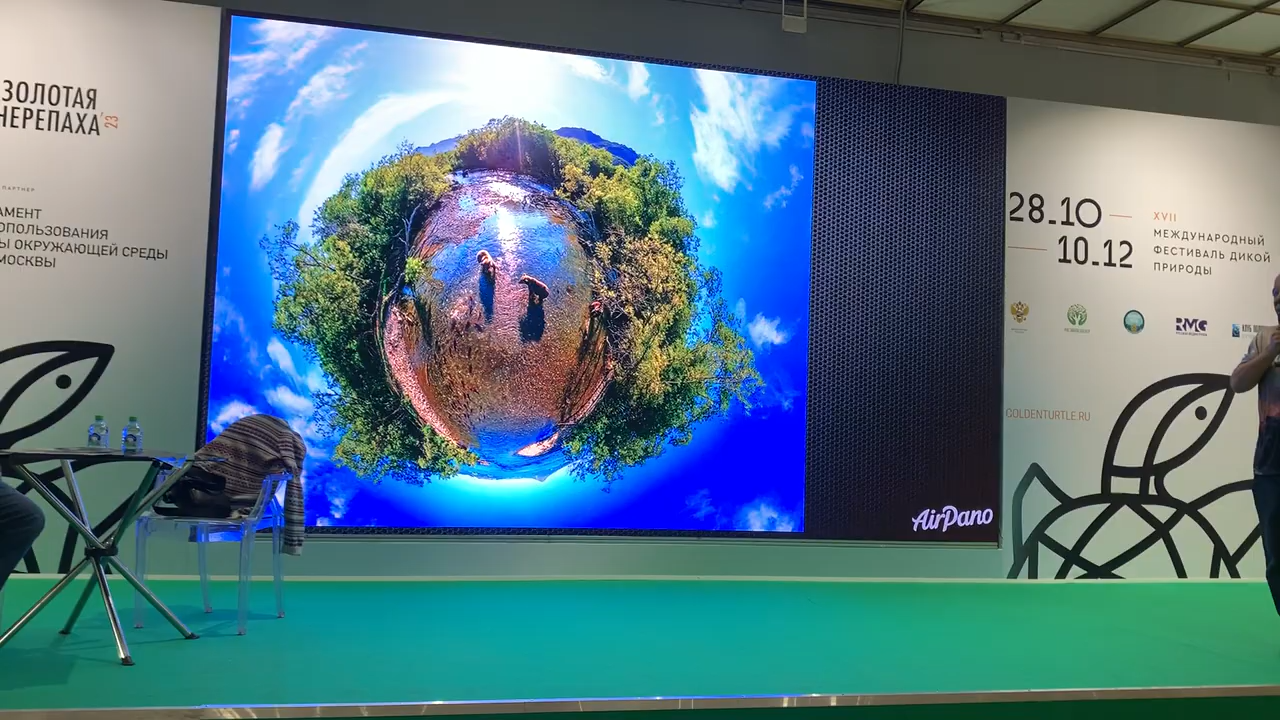 ЗОЛОТАЯ
ЧЕРЕПАХА'23
ПАРТНЕР
АМЕНТ
ОПОЛЬЗОВАНИЯ
Ы ОКРУЖАЮЩЕЙ СРЕДЫ
МОСКВЫ
28.10
10.12
XVII
МЕЖДУНАРОДНЫЙ
ФЕСТИВАЛЬ ДИКОЙ
ПРИРОДЫ
RMG
GOLDENTURTLE.RU
AirPano